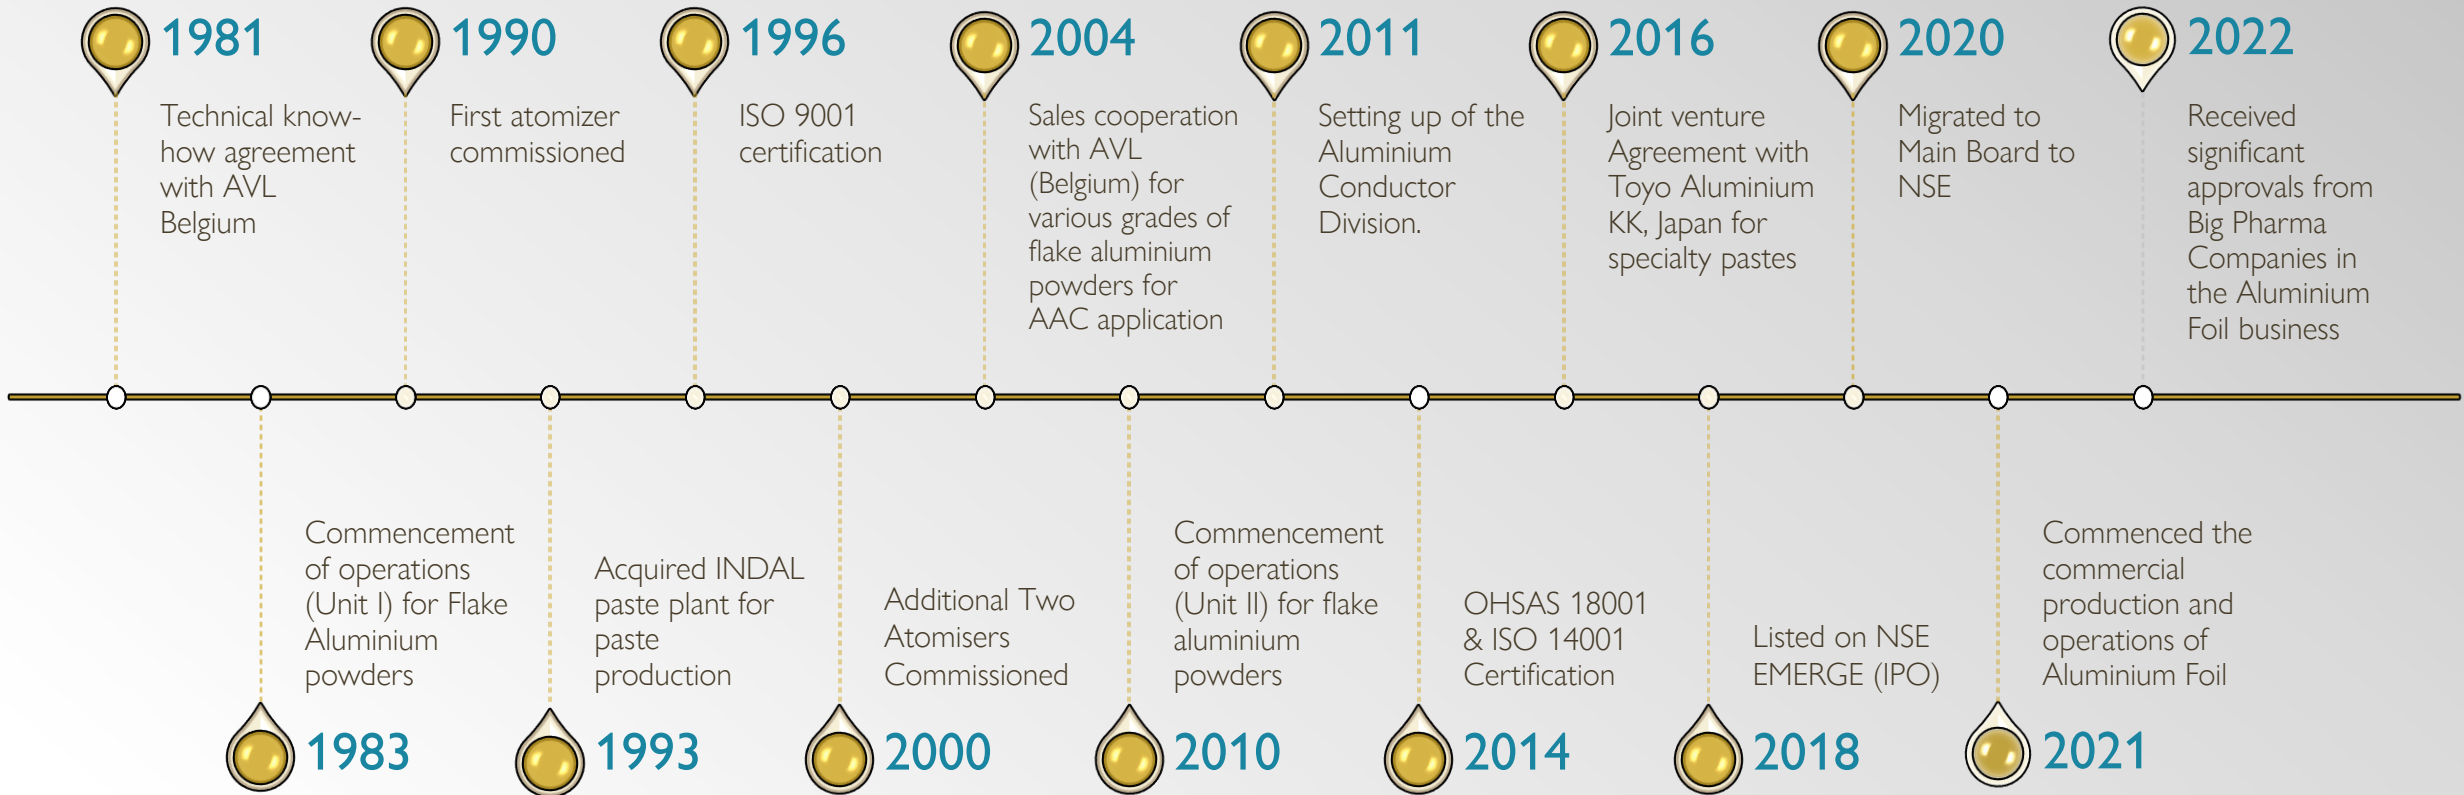 1981
Technical know-
how agreement
with AVL
Belgium
1990
First atomizer
commissioned
1996
ISO 9001
certification
2004
Sales cooperation
with AVL
(Belgium) for
various grades of
flake aluminium
powders for
AAC application
2011
Setting up of the
Aluminium
Conductor
Division.
2016
Joint venture
Agreement with
Toyo Aluminium
KK, Japan for
specialty pastes
2020
Migrated to
Main Board to
NSE
2022
Received
significant
approvals from
Big Pharma
Companies in
the Aluminium
Foil business
Commencement
of operations
(Unit I) for Flake
Aluminium
powders
1983
Acquired INDAL
paste plant for
paste
production
1993
Additional Two
Atomisers
Commissioned
2000
Commencement
of operations
(Unit II) for flake
aluminium
powders
2010
OHSAS 18001
& ISO 14001
Certification
2014
Listed on NSE
EMERGE (IPO)
2018
Commenced the
commercial
production and
operations of
Aluminium Foil
2021